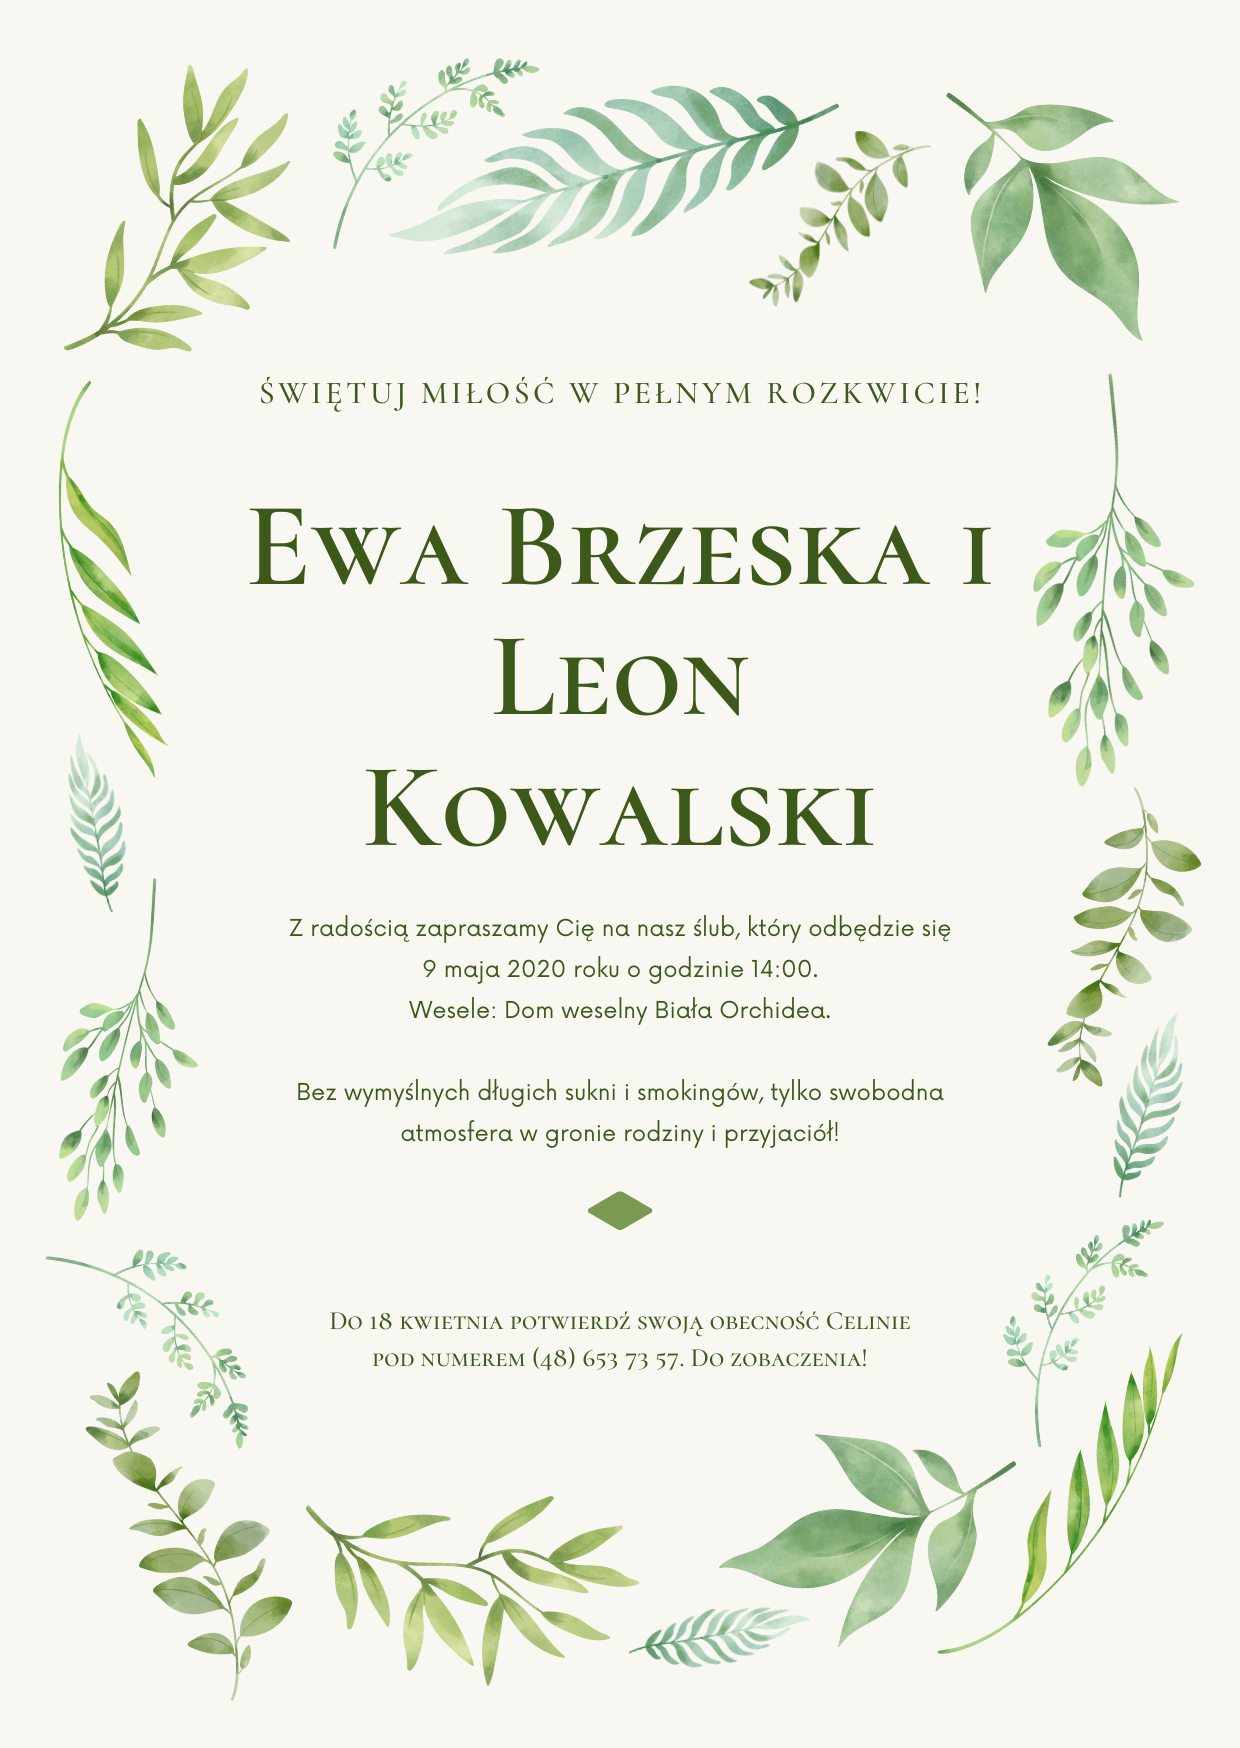 ŚWIĘTUJ MIŁOŚĆ W PEŁNYM ROZKWICIE!
Ewa Brzeska i
Leon
Kowalski
Z radością zapraszamy Cię na nasz ślub, który odbędzie się
9 maja 2020 roku o godzinie 14:00.
Wesele: Dom weselny Biała Orchidea.
Bez wymyślnych długich sukni i smokingów, tylko swobodna
atmosfera w gronie rodziny i przyjaciół!
Do 18 kwietnia potwierdź swoją obecność Celinie
pod numerem (48) 653 73 57. Do zobaczenia!